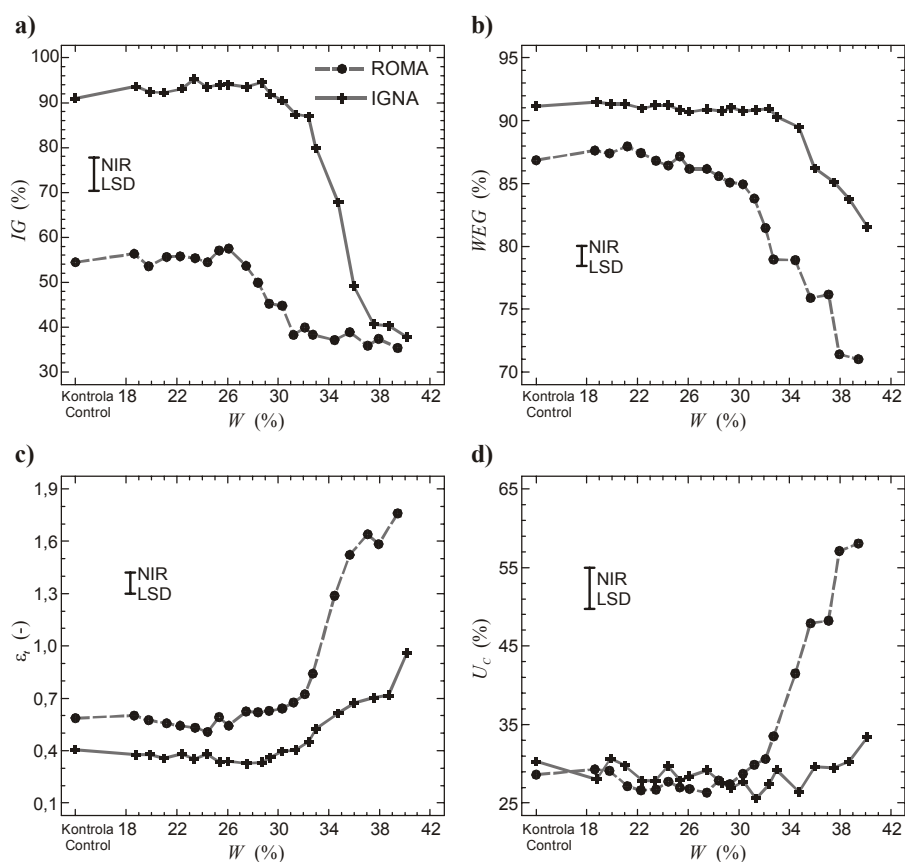 a)
100
90
80
70
60
50
40
30
IG (%)
ROMA
IGNA
NIR
LSD
Kontrola
Control
18 22 26 30 34 38 42
W (%)
b)
95
90
85
80
75
70
WEG (%)
NIR
LSD
Kontrola
Control
18 22 26 30 34 38 42
W (%)
c)
1,9
1,6
1,3
1,0
0,7
0,4
0,1
εt (-)
NIR
LSD
Kontrola
Control
18 22 26 30 34 38 42
W (%)
d)
65
55
45
35
25
UC (%)
NIR
LSD
Kontrola
Control
18 22 26 30 34 38 42
W (%)